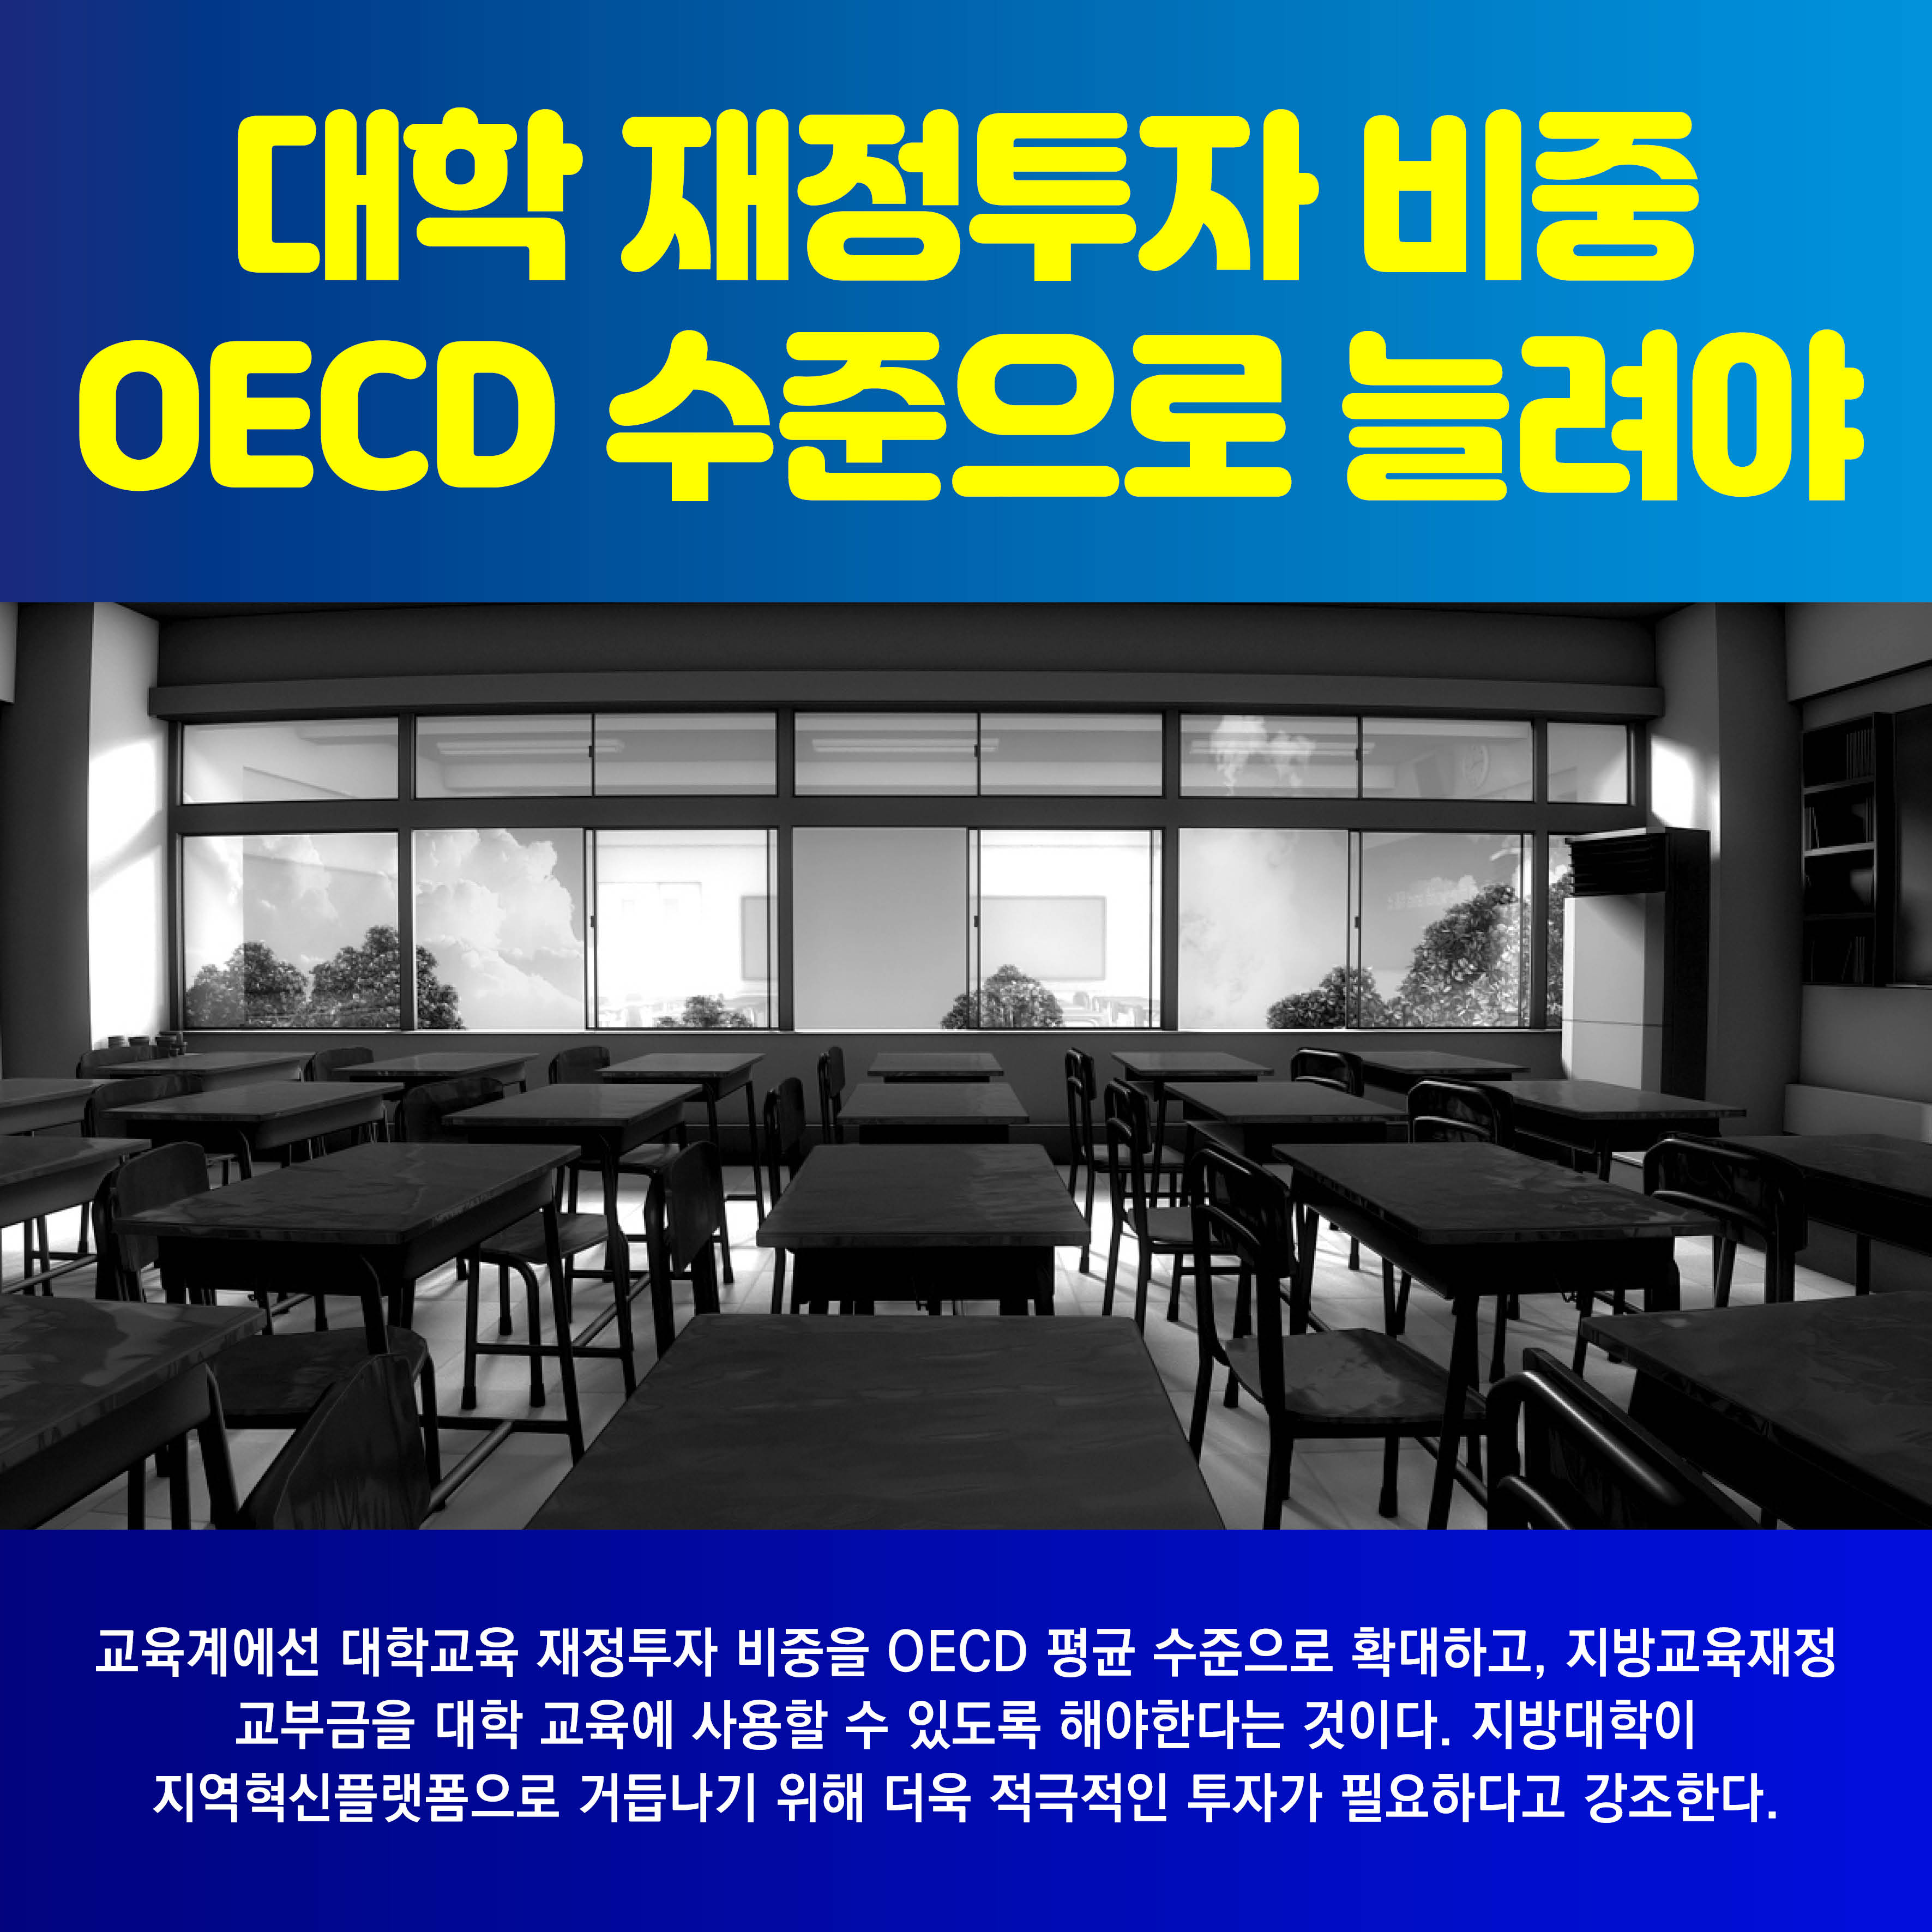 대학 재정투자 비중
OECD 수준으로 늘려야
교육계에선 대학교육 재정투자 비중을 OECD 평균 수준으로 확대하고, 지방교육재정
교부금을 대학 교육에 사용할 수 있도록 해야한다는 것이다. 지방대학이
지역혁신플랫폼으로 거듭나기 위해 더욱 적극적인 투자가 필요하다고 강조한다.